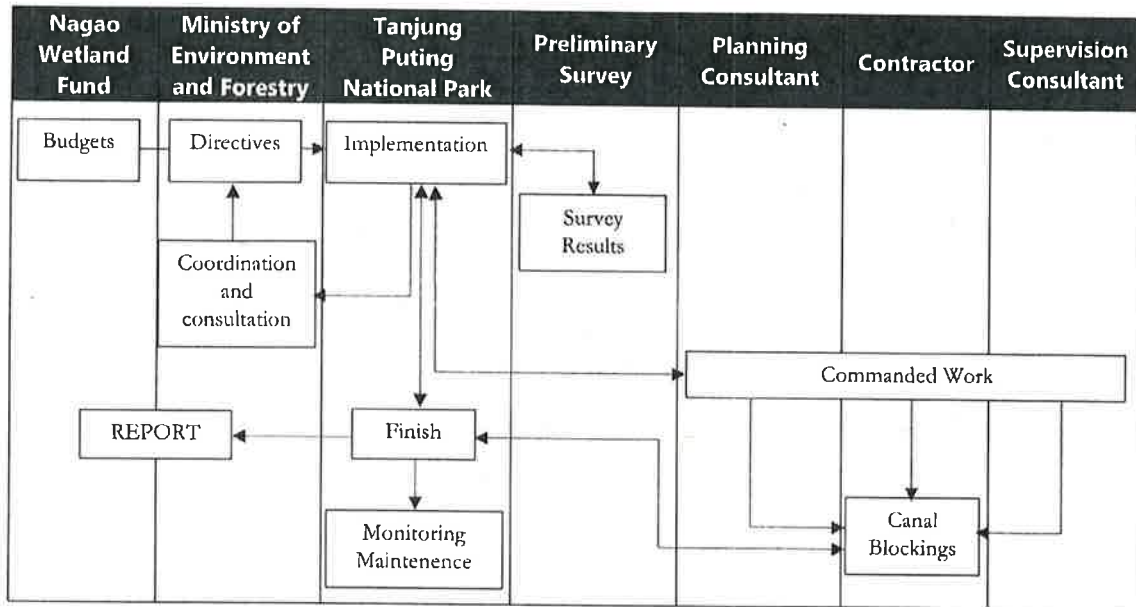 Nagao
Wetland
Fund
Ministry of
Environment
and Forestry
Tanjung
Puting
National Park
Preliminary
Survey
Planning
Consultant
Contractor
Supervision
Consultant
Budgets
Directives
Implementation
Survey
Results
Coordination
and
consultation
Commanded Work
REPORT
Finish
Canal
Blockings
Monitoring
Maintenence